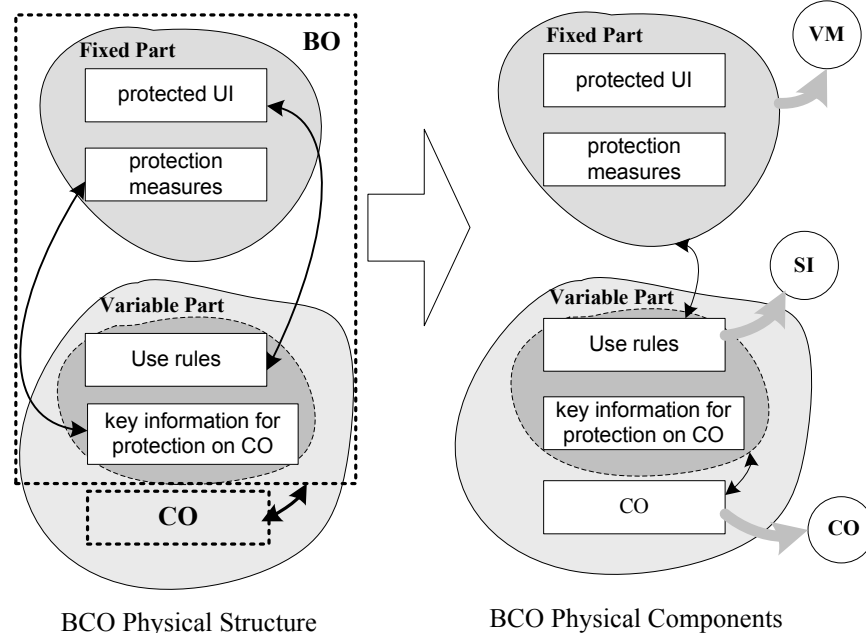 BO
Fixed Part
protected UI
protection
measures
Variable Part
Use rules
key information for
protection on CO
CO
BCO Physical Structure
Fixed Part
protected UI
protection
measures
VM
SI
Variable Part
Use rules
key information for
protection on CO
CO
CO
BCO Physical Components